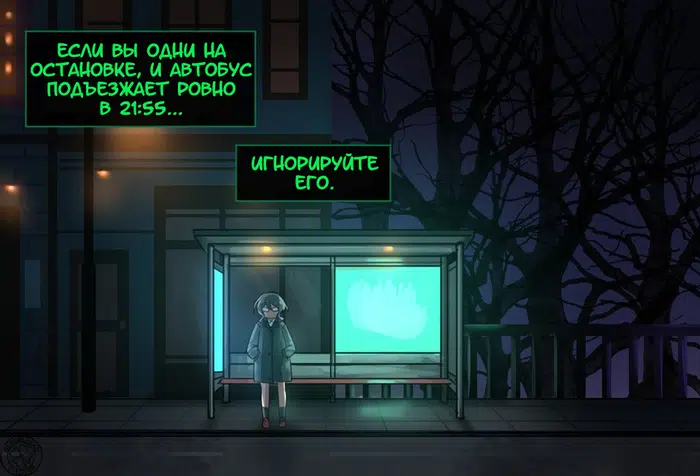 ЕСЛИ ВЫ ОДНИ НА
ОСТАНОВКЕ, И АВТОБУС
ПОДЪЕЗЖАЕТ РОВНО
В 21:55...
ИГНОРИРУЙТЕ
ЕГО.